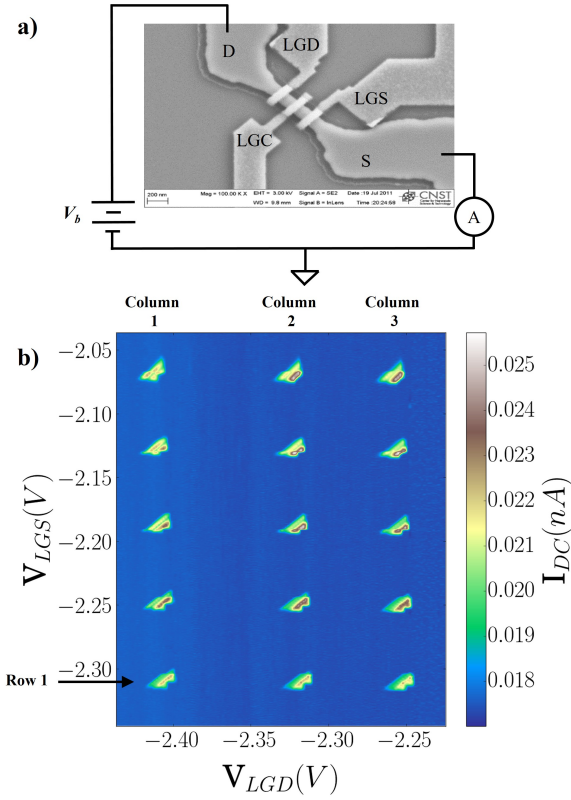 a)
D
LGD
LGS
LGC
S
200 nm
Mag = 100.00 K X
EHT = 3.00 kV
Signal A = SE2
Date :19 Jul 2011
WD = 9.8 mm
Signal B = InLens
Time :20:24:58
CNST
V_b
A
Column
1
Column
2
Column
3
b)
−2.05
−2.10
−2.15
−2.20
−2.25
−2.30
V_LGS(V)
Row 1
−2.40
−2.35
−2.30
−2.25
V_LGD(V)
0.025
0.024
0.023
0.022
0.021
0.020
0.019
0.018
I_DC(nA)